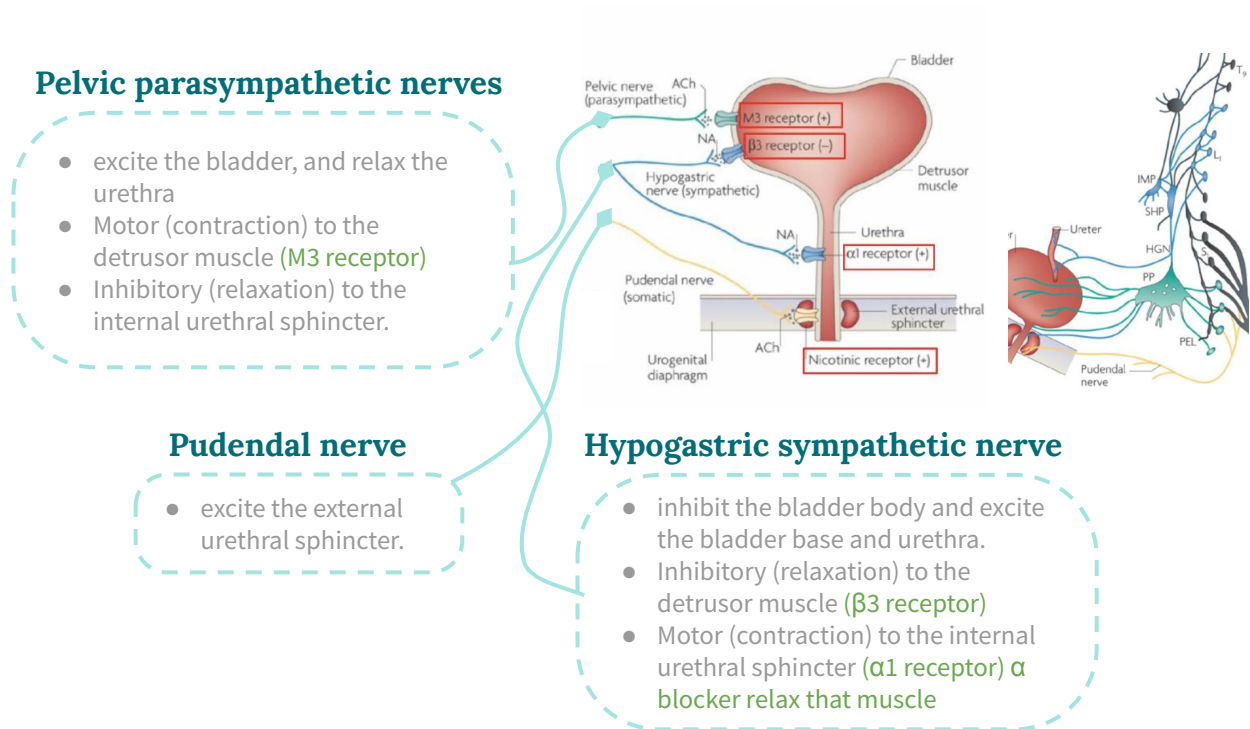 Pelvic parasympathetic nerves
● excite the bladder, and relax the
urethra
● Motor (contraction) to the
detrusor muscle (M3 receptor)
● Inhibitory (relaxation) to the
internal urethral sphincter.
Bladder
Pelvic nerve
(parasympathetic)
ACh
M3 receptor (+)
NA
β3 receptor (–)
Hypogastric
nerve (sympathetic)
Detrusor
muscle
NA
Urethra
α1 receptor (+)
Pudendal nerve
(somatic)
External urethral
sphincter
ACh
Urogenital
diaphragm
Nicotinic receptor (+)
T9
L1
IMP
SHP
Ureter
HGN
PP
PEL
Pudendal
nerve
Pudendal nerve
● excite the external
urethral sphincter.
Hypogastric sympathetic nerve
● inhibit the bladder body and excite
the bladder base and urethra.
● Inhibitory (relaxation) to the
detrusor muscle (β3 receptor)
● Motor (contraction) to the internal
urethral sphincter (α1 receptor) α
blocker relax that muscle